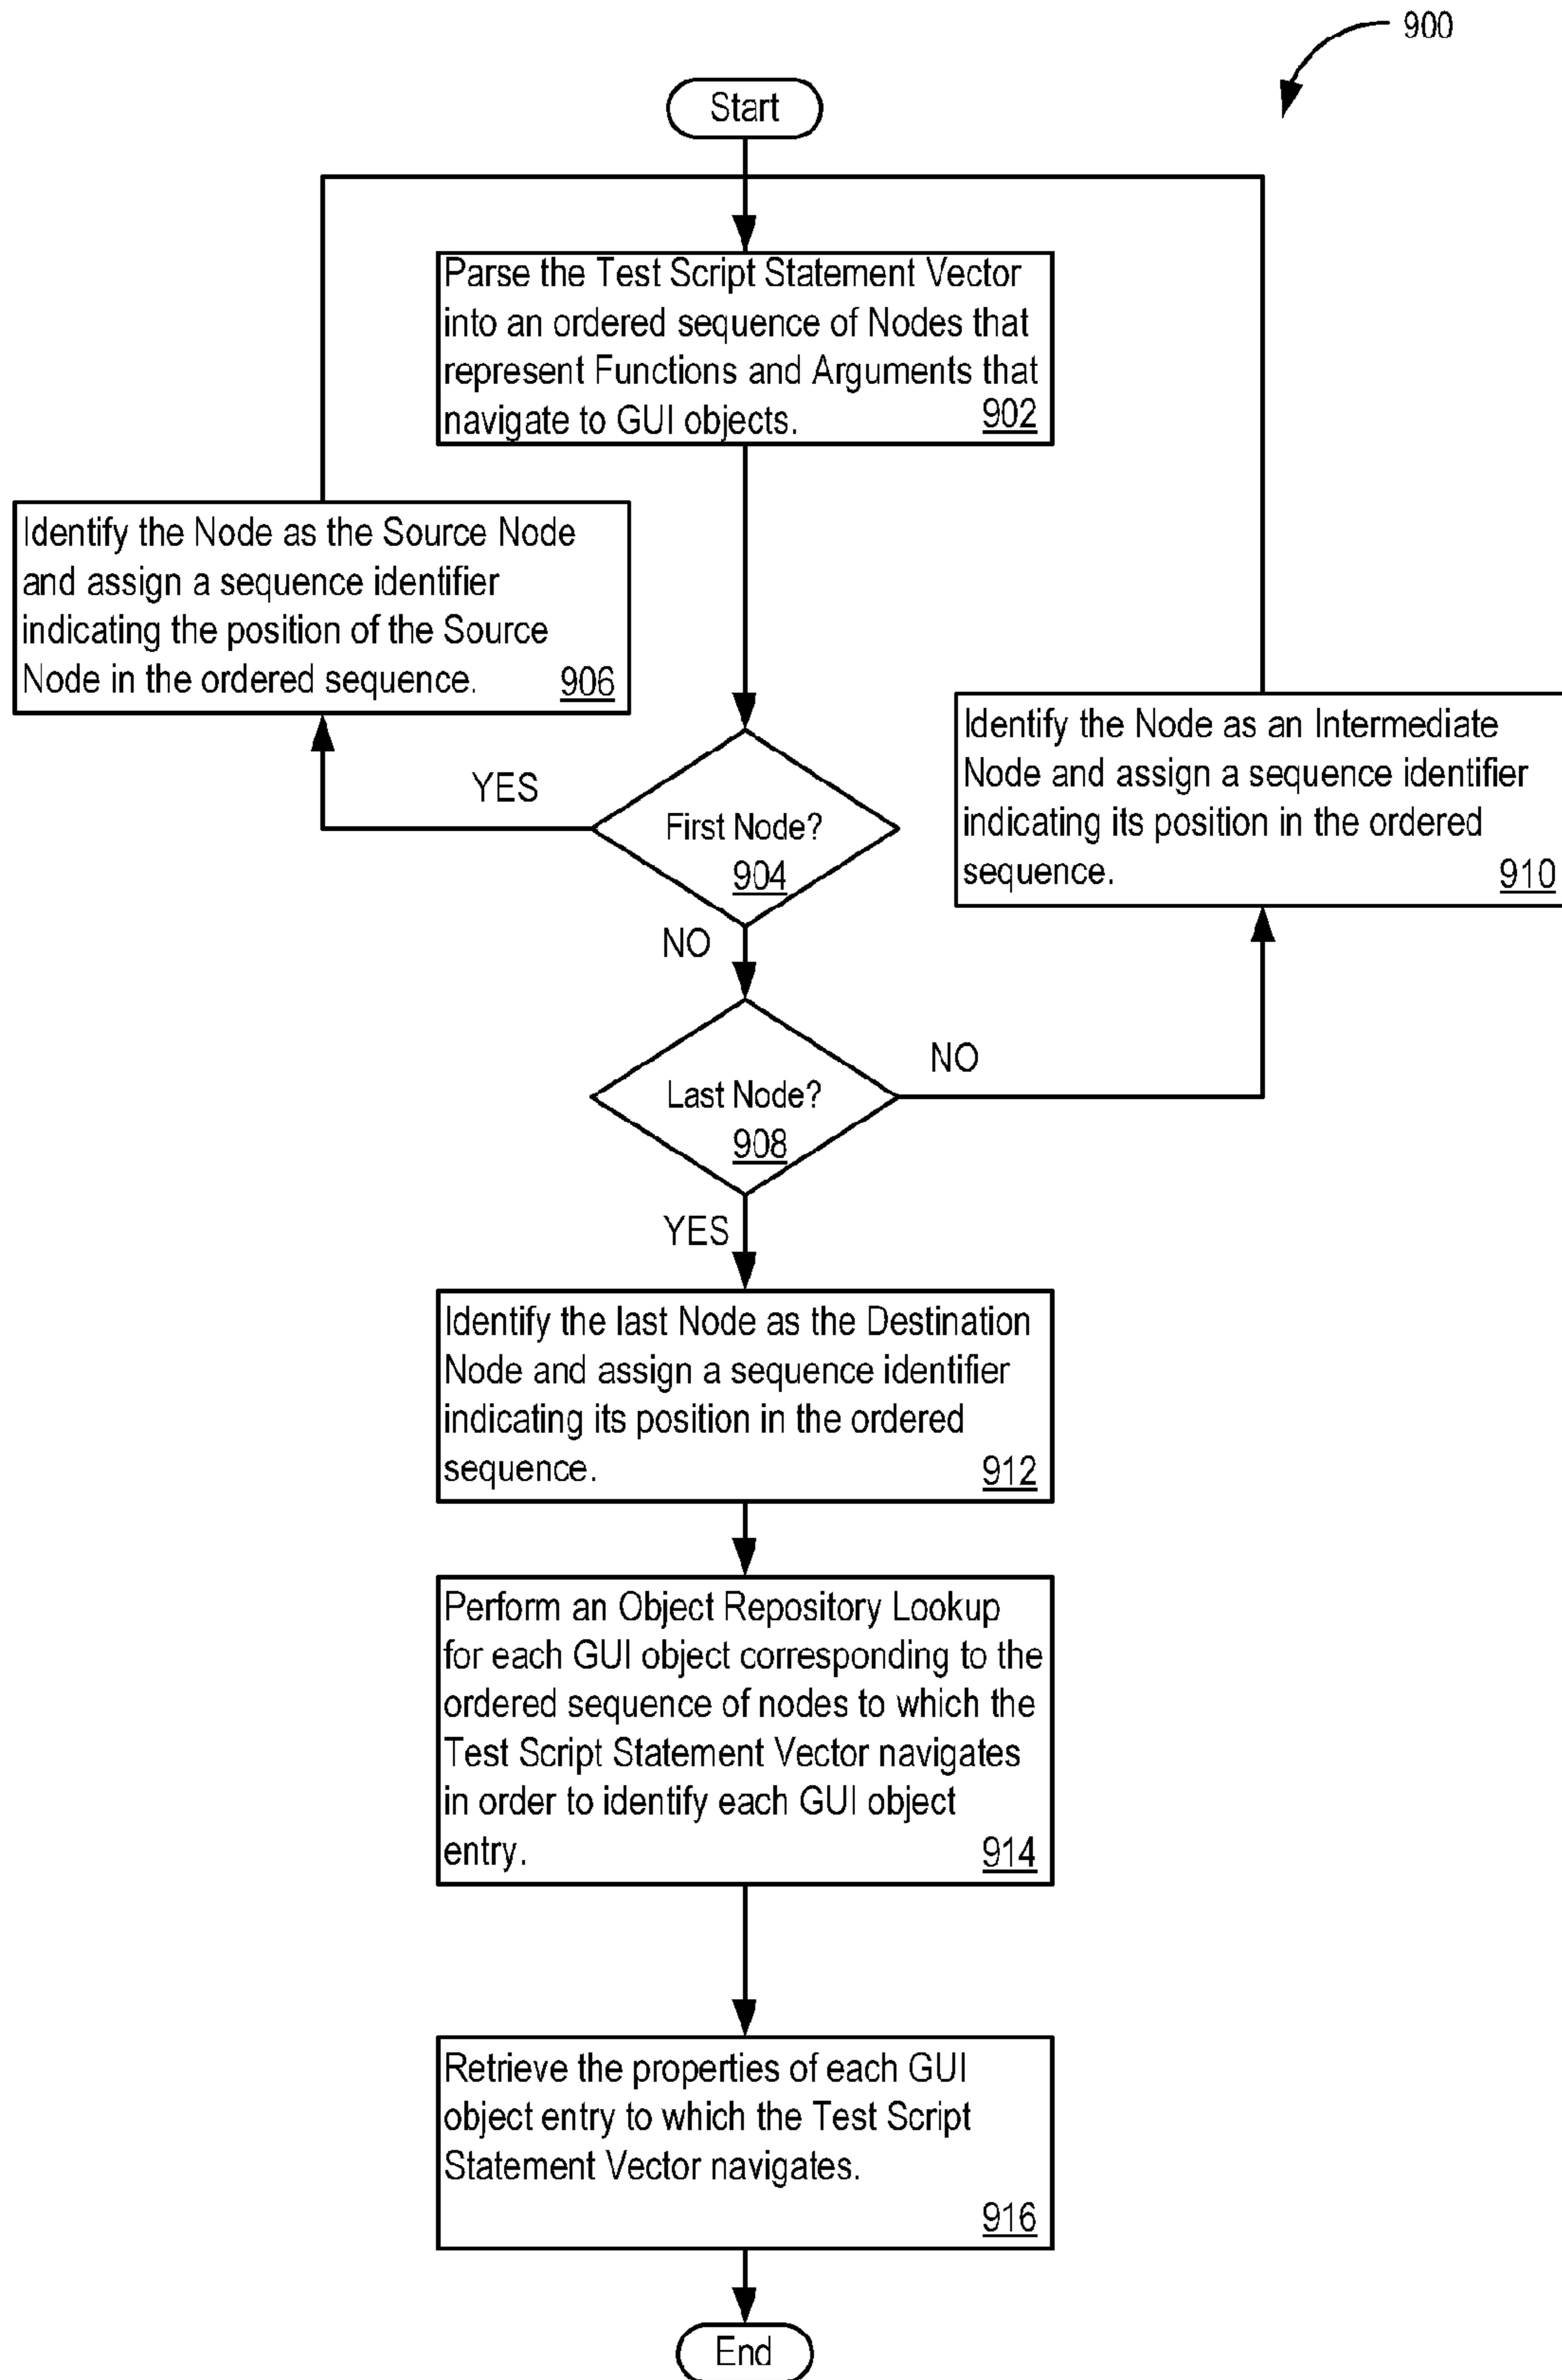 900
Start
Parse the Test Script Statement Vector
into an ordered sequence of Nodes that
represent Functions and Arguments that
navigate to GUI objects. 902
Identify the Node as the Source Node
and assign a sequence identifier
indicating the position of the Source
Node in the ordered sequence. 906
YES
First Node?
904
NO
Identify the Node as an Intermediate
Node and assign a sequence identifier
indicating its position in the ordered
sequence. 910
Last Node?
908
NO
YES
Identify the last Node as the Destination
Node and assign a sequence identifier
indicating its position in the ordered
sequence. 912
Perform an Object Repository Lookup
for each GUI object corresponding to the
ordered sequence of nodes to which the
Test Script Statement Vector navigates
in order to identify each GUI object
entry. 914
Retrieve the properties of each GUI
object entry to which the Test Script
Statement Vector navigates.
916
End